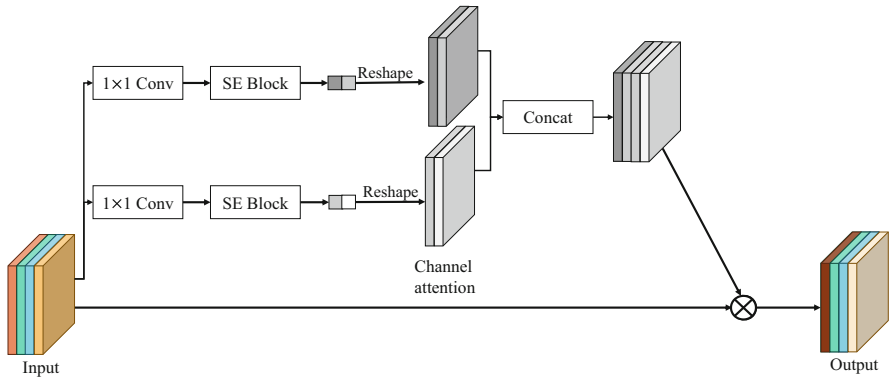 1×1 Conv
SE Block
Reshape
Concat
1×1 Conv
SE Block
Reshape
Channel
attention
Input
Output